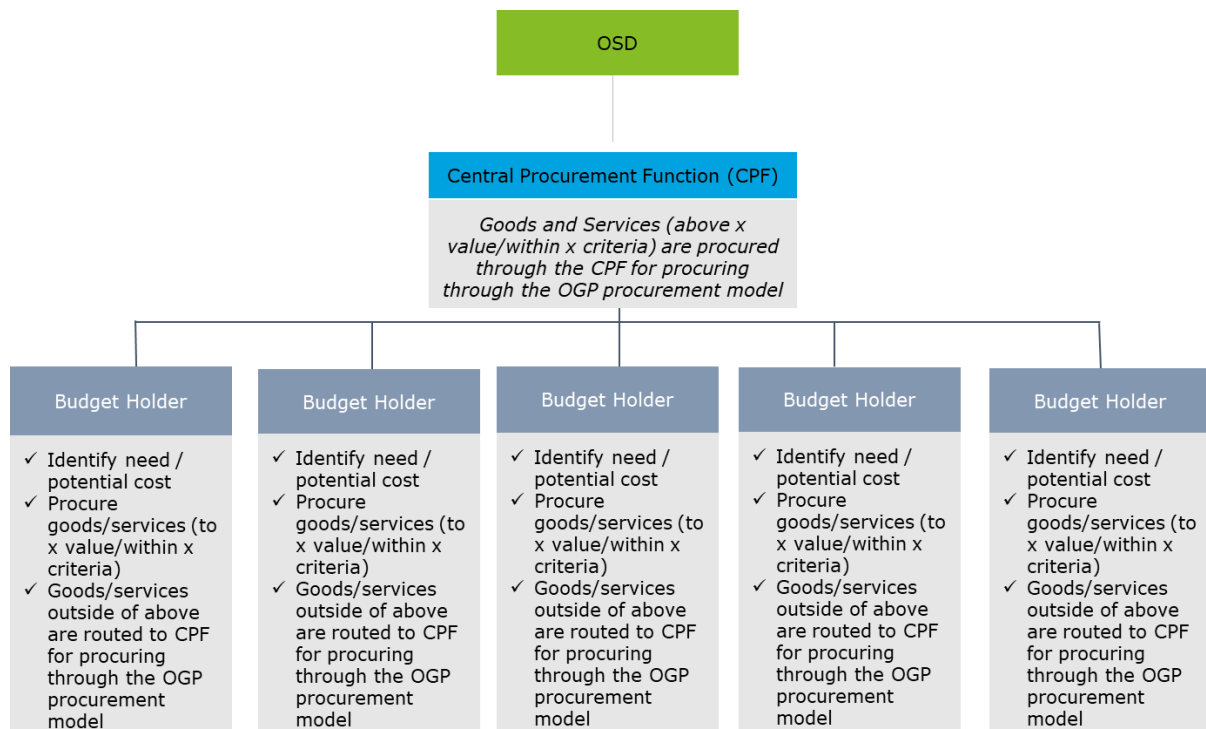 OSD
Central Procurement Function (CPF)
Goods and Services (above x
value/within x criteria) are procured
through the CPF for procuring
through the OGP procurement model
Budget Holder
✓ Identify need /
potential cost
✓ Procure
goods/services (to
x value/within x
criteria)
✓ Goods/services
outside of above
are routed to CPF
for procuring
through the OGP
procurement
model
Budget Holder
✓ Identify need /
potential cost
✓ Procure
goods/services (to
x value/within x
criteria)
✓ Goods/services
outside of above
are routed to CPF
for procuring
through the OGP
procurement
model
Budget Holder
✓ Identify need /
potential cost
✓ Procure
goods/services (to
x value/within x
criteria)
✓ Goods/services
outside of above
are routed to CPF
for procuring
through the OGP
procurement
model
Budget Holder
✓ Identify need /
potential cost
✓ Procure
goods/services (to
x value/within x
criteria)
✓ Goods/services
outside of above
are routed to CPF
for procuring
through the OGP
procurement
model
Budget Holder
✓ Identify need /
potential cost
✓ Procure
goods/services (to
x value/within x
criteria)
✓ Goods/services
outside of above
are routed to CPF
for procuring
through the OGP
procurement
model